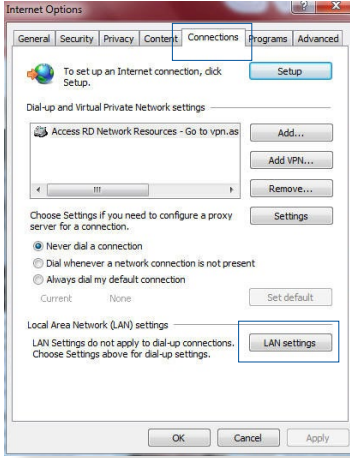 Internet Options
General Security Privacy Content Connections Programs Advanced
To set up an Internet connection, click
Setup.
Setup
Dial-up and Virtual Private Network settings
Access RD Network Resources - Go to vpn.as
Add...
Add VPN...
Remove...
Choose Settings if you need to configure a proxy
server for a connection.
Settings
Never dial a connection
Dial whenever a network connection is not present
Always dial my default connection
Current None
Set default
Local Area Network (LAN) settings
LAN Settings do not apply to dial-up connections.
Choose Settings above for dial-up settings.
LAN settings
OK Cancel Apply